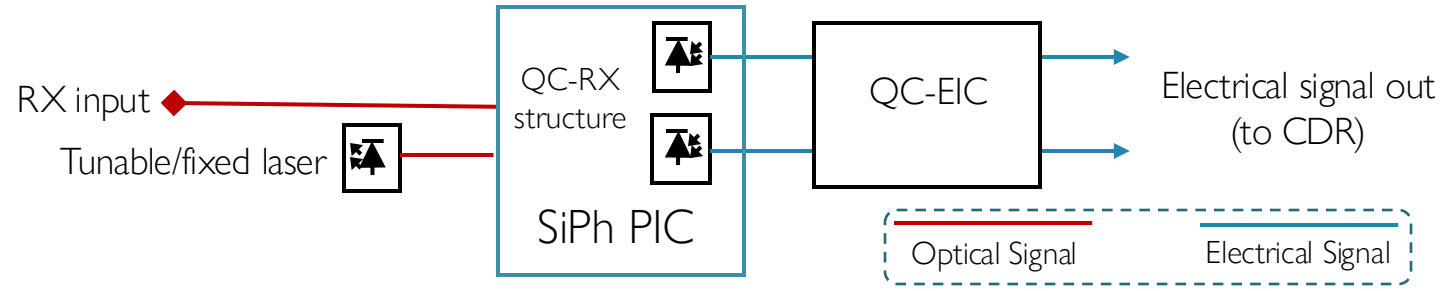 RX input
Tunable/fixed laser
QC-RX
structure
SiPh PIC
QC-EIC
Electrical signal out
(to CDR)
Optical Signal
Electrical Signal